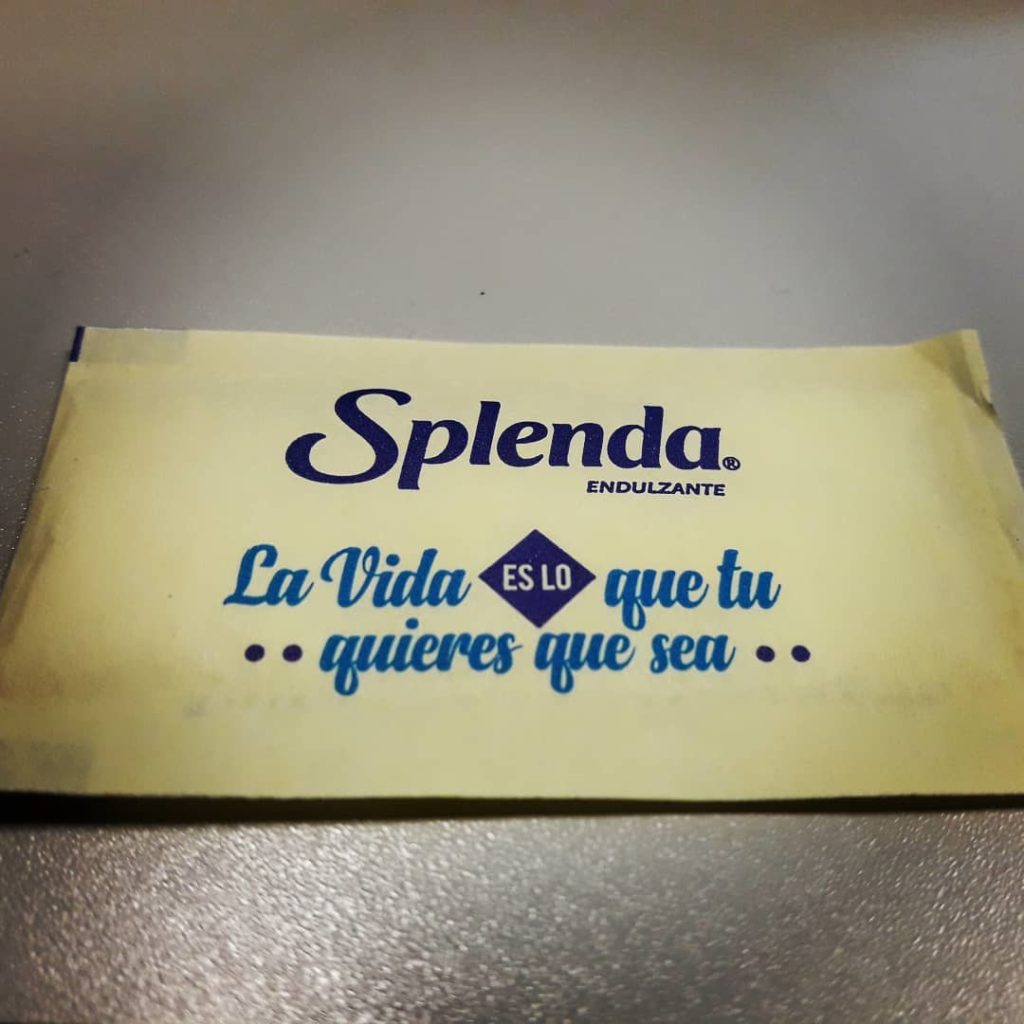 Splenda®
ENDULZANTE
La Vida ES LO que tu
quieres que sea